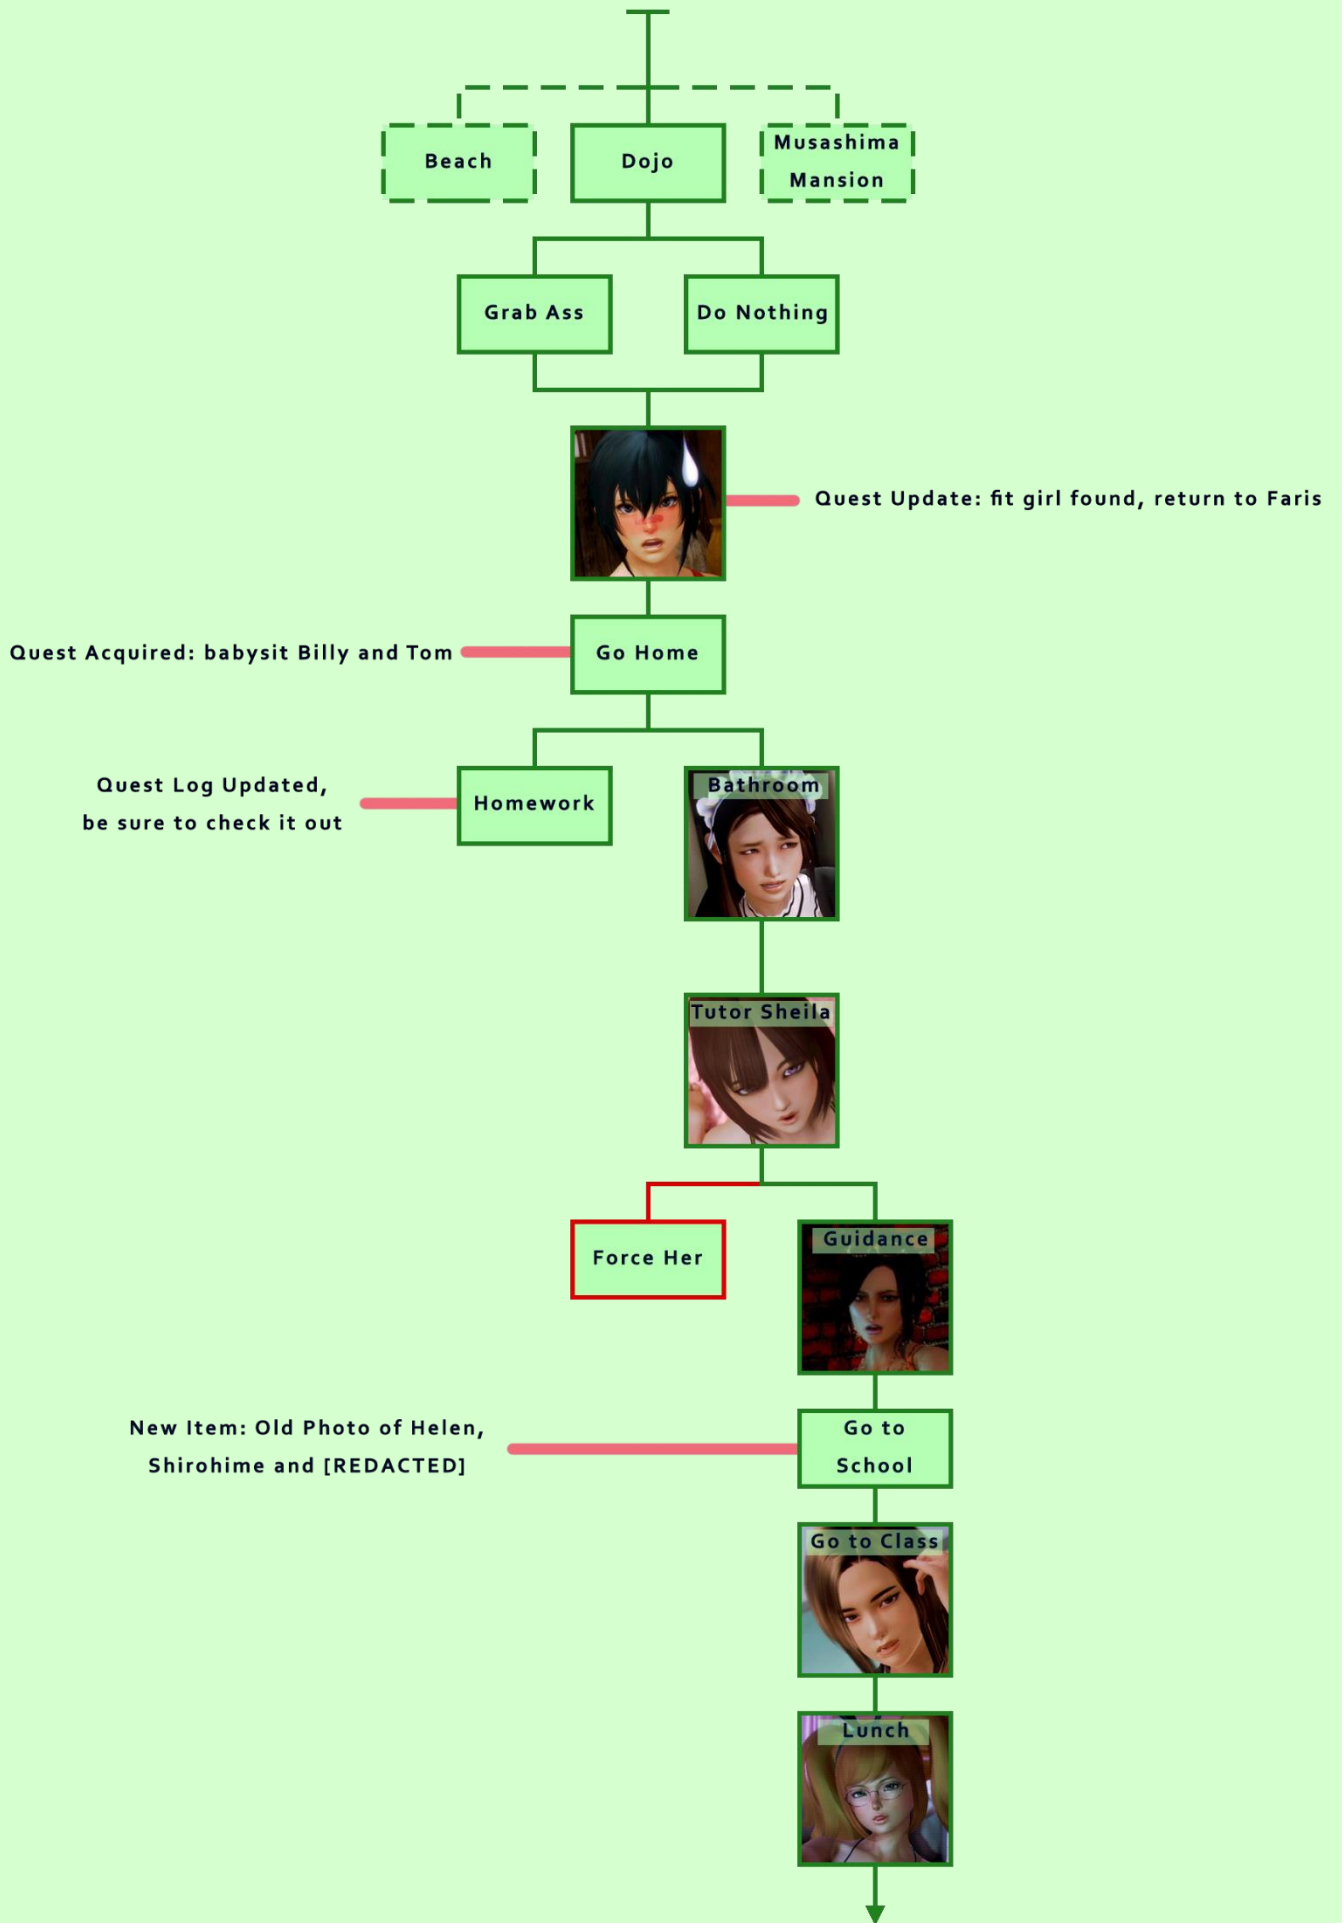 Beach
Dojo
Musashima
Mansion
Grab Ass
Do Nothing
Quest Update: fit girl found, return to Faris
Quest Acquired: babysit Billy and Tom
Go Home
Quest Log Updated,
be sure to check it out
Homework
Bathroom
Tutor Sheila
Force Her
Guidance
New Item: Old Photo of Helen,
Shirohime and [REDACTED]
Go to
School
Go to Class
Lunch